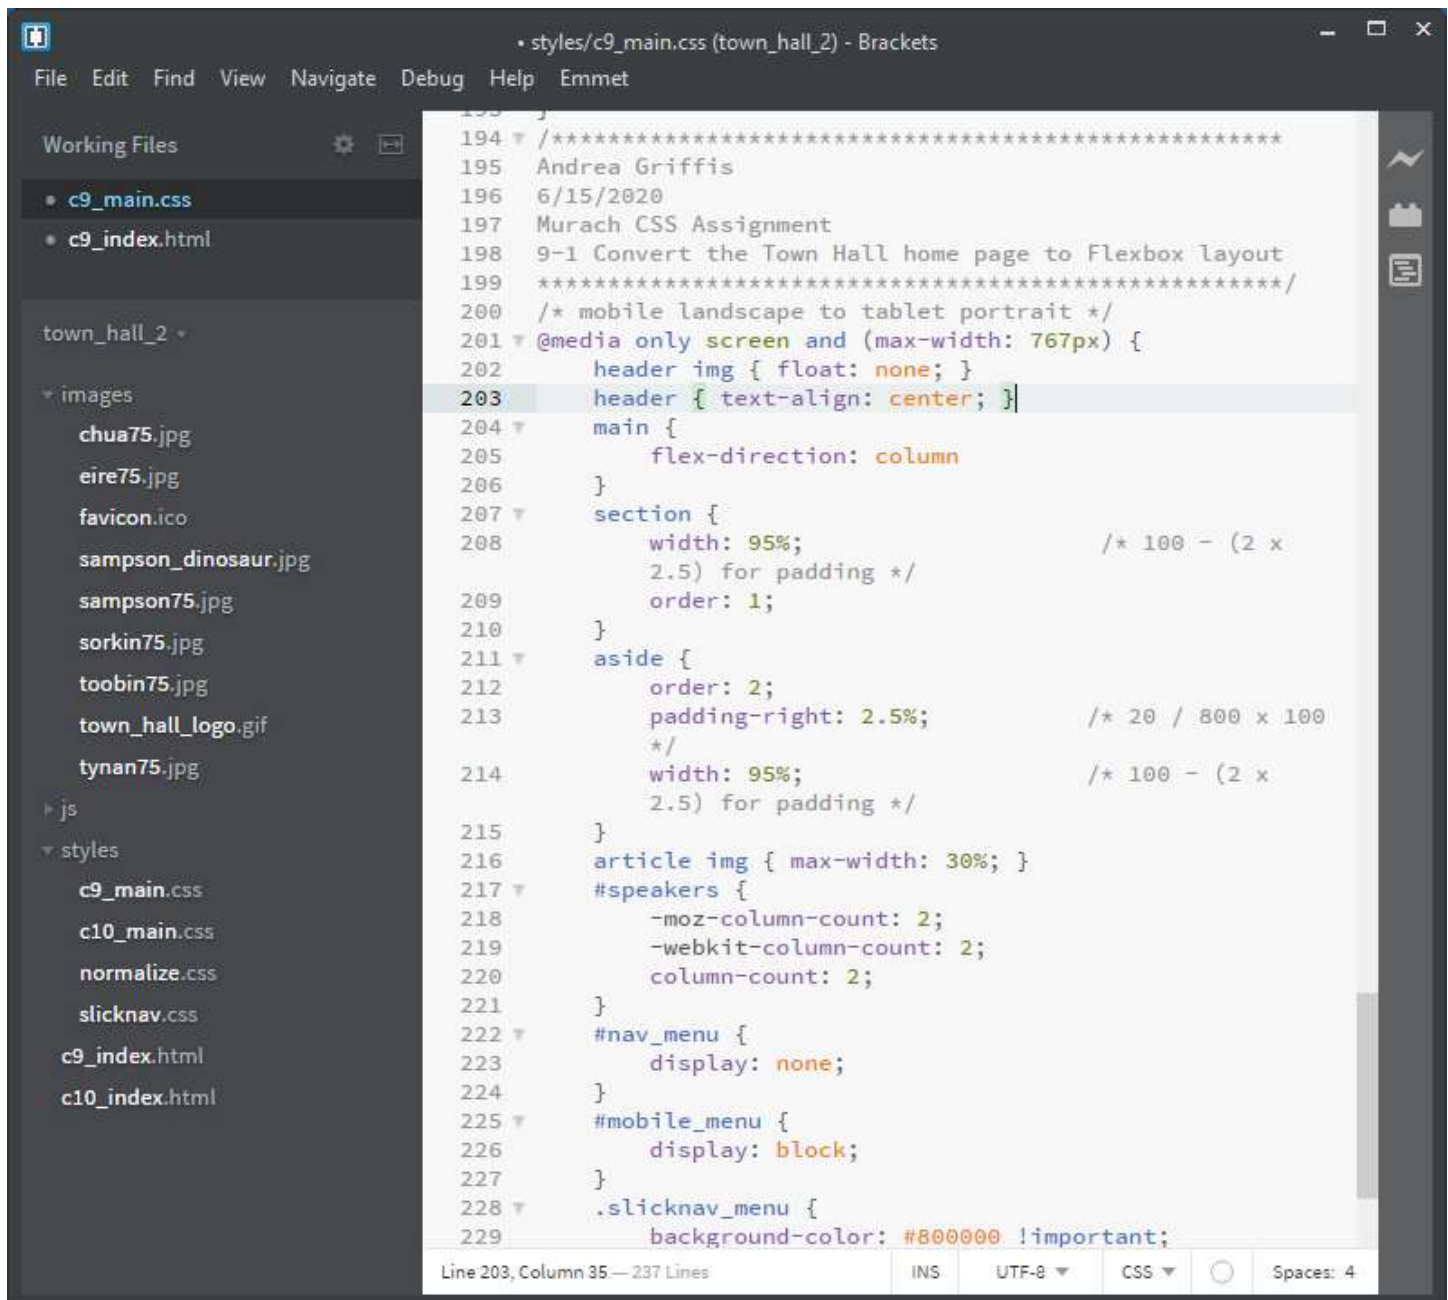 • styles/c9_main.css (town_hall_2) - Brackets
File Edit Find View Navigate Debug Help Emmet
Working Files
• c9_main.css
• c9_index.html
town_hall_2
images
chua75.jpg
eire75.jpg
favicon.ico
sampson_dinosaur.jpg
sampson75.jpg
sorkin75.jpg
toobin75.jpg
town_hall_logo.gif
tynan75.jpg
js
styles
c9_main.css
c10_main.css
normalize.css
slicknav.css
c9_index.html
c10_index.html
193 }
194 /****************************************************
195 Andrea Griffis
196 6/15/2020
197 Murach CSS Assignment
198 9-1 Convert the Town Hall home page to Flexbox layout
199 *****************************************************/
200 /* mobile landscape to tablet portrait */
201 @media only screen and (max-width: 767px) {
202     header img { float: none; }
203     header { text-align: center; }
204     main {
205         flex-direction: column
206     }
207     section {
208         width: 95%;                     /* 100 - (2 x
2.5) for padding */
209         order: 1;
210     }
211     aside {
212         order: 2;
213         padding-right: 2.5%;           /* 20 / 800 x 100
*/
214         width: 95%;                    /* 100 - (2 x
2.5) for padding */
215     }
216     article img { max-width: 30%; }
217     #speakers {
218         -moz-column-count: 2;
219         -webkit-column-count: 2;
220         column-count: 2;
221     }
222     #nav_menu {
223         display: none;
224     }
225     #mobile_menu {
226         display: block;
227     }
228     .slicknav_menu {
229         background-color: #800000 !important;
Line 203, Column 35 — 237 Lines
INS UTF-8 CSS Spaces: 4